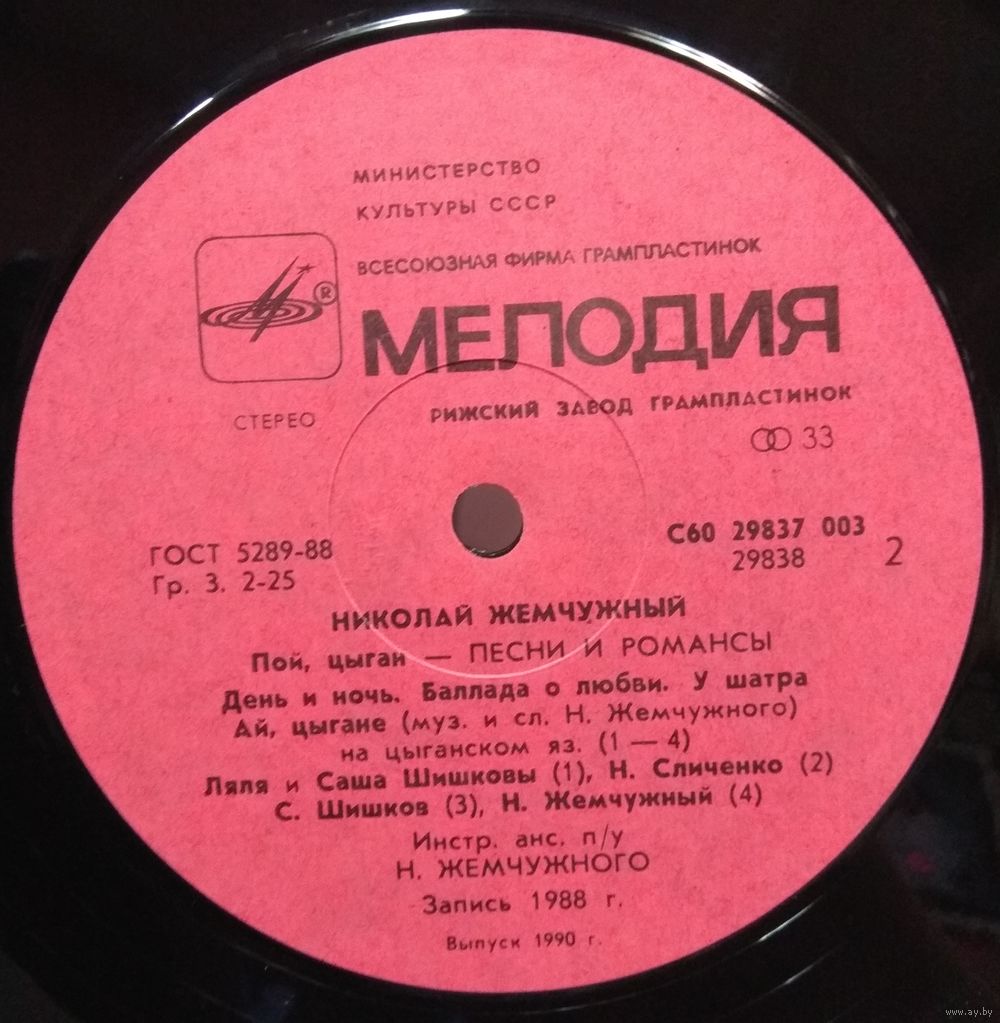 МИНИСТЕРСТВО
КУЛЬТУРЫ СССР
ВСЕСОЮЗНАЯ ФИРМА ГРАМПЛАСТИНОК
®
МЕЛОДИЯ
СТЕРЕО
РИЖСКИЙ ЗАВОД ГРАМПЛАСТИНОК
33
ГОСТ 5289-88
Гр. 3. 2-25
С60 29837 003
29838
2
НИКОЛАЙ ЖЕМЧУЖНЫЙ
Пой, цыган — ПЕСНИ И РОМАНСЫ
День и ночь. Баллада о любви. У шатра
Ай, цыгане (муз. и сл. Н. Жемчужного)
на цыганском яз. (1 — 4)
Ляля и Саша Шишковы (1), Н. Сличенко (2)
С. Шишков (3), Н. Жемчужный (4)
Инстр. анс. п/у
Н. ЖЕМЧУЖНОГО
Запись 1988 г.
Выпуск 1990 г.
www.ay.by